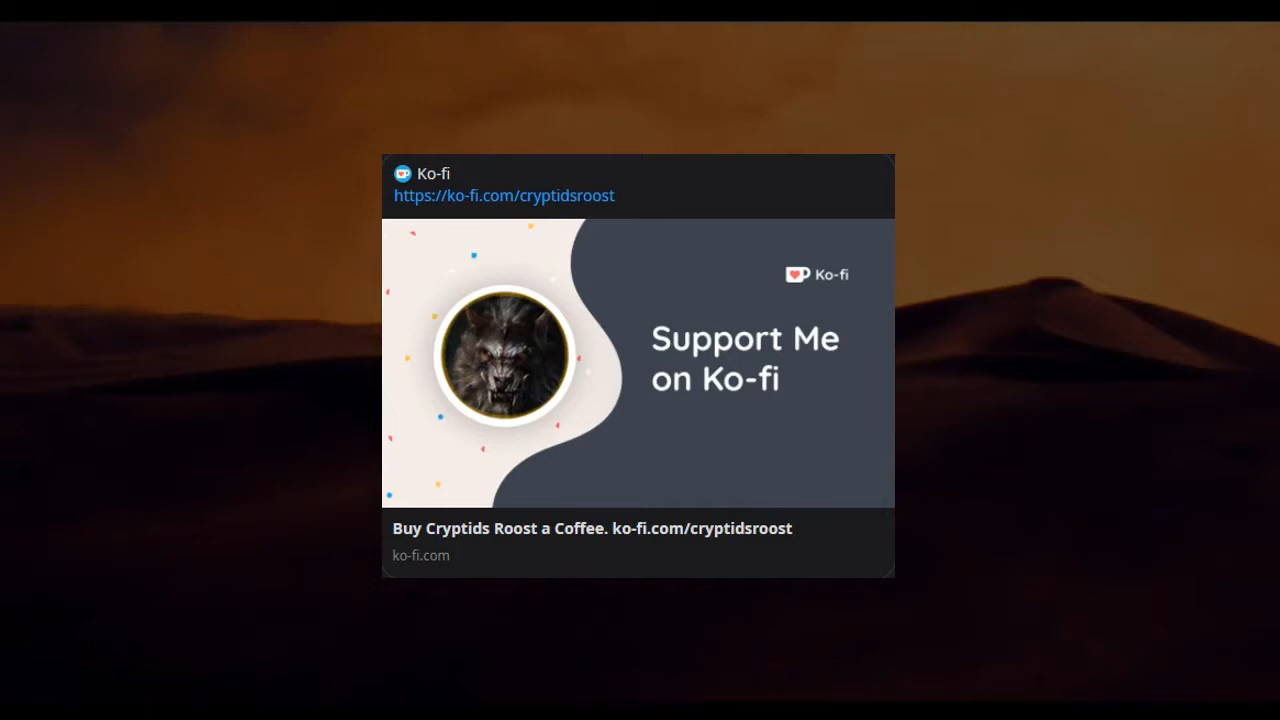 Ko-fi
https://ko-fi.com/cryptidsroost
Ko-fi
Support Me
on Ko-fi
Buy Cryptids Roost a Coffee. ko-fi.com/cryptidsroost
ko-fi.com